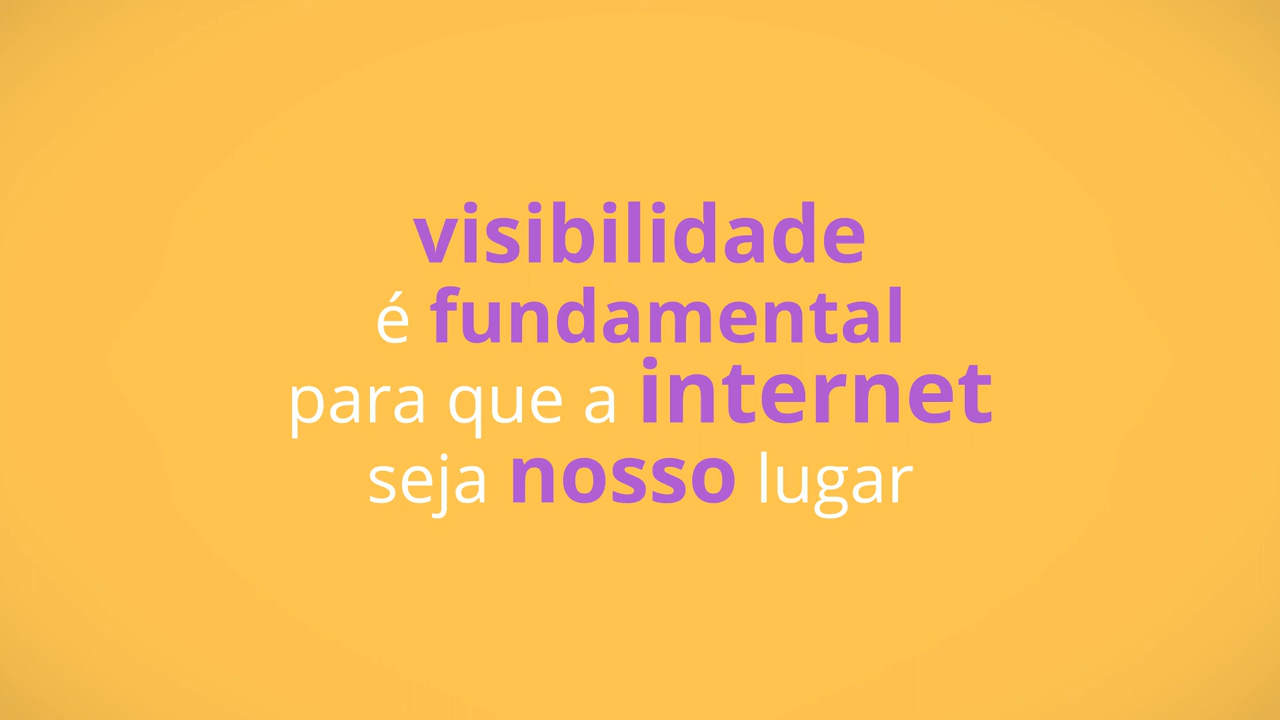 visibilidade
é fundamental
para que a internet
seja nosso lugar